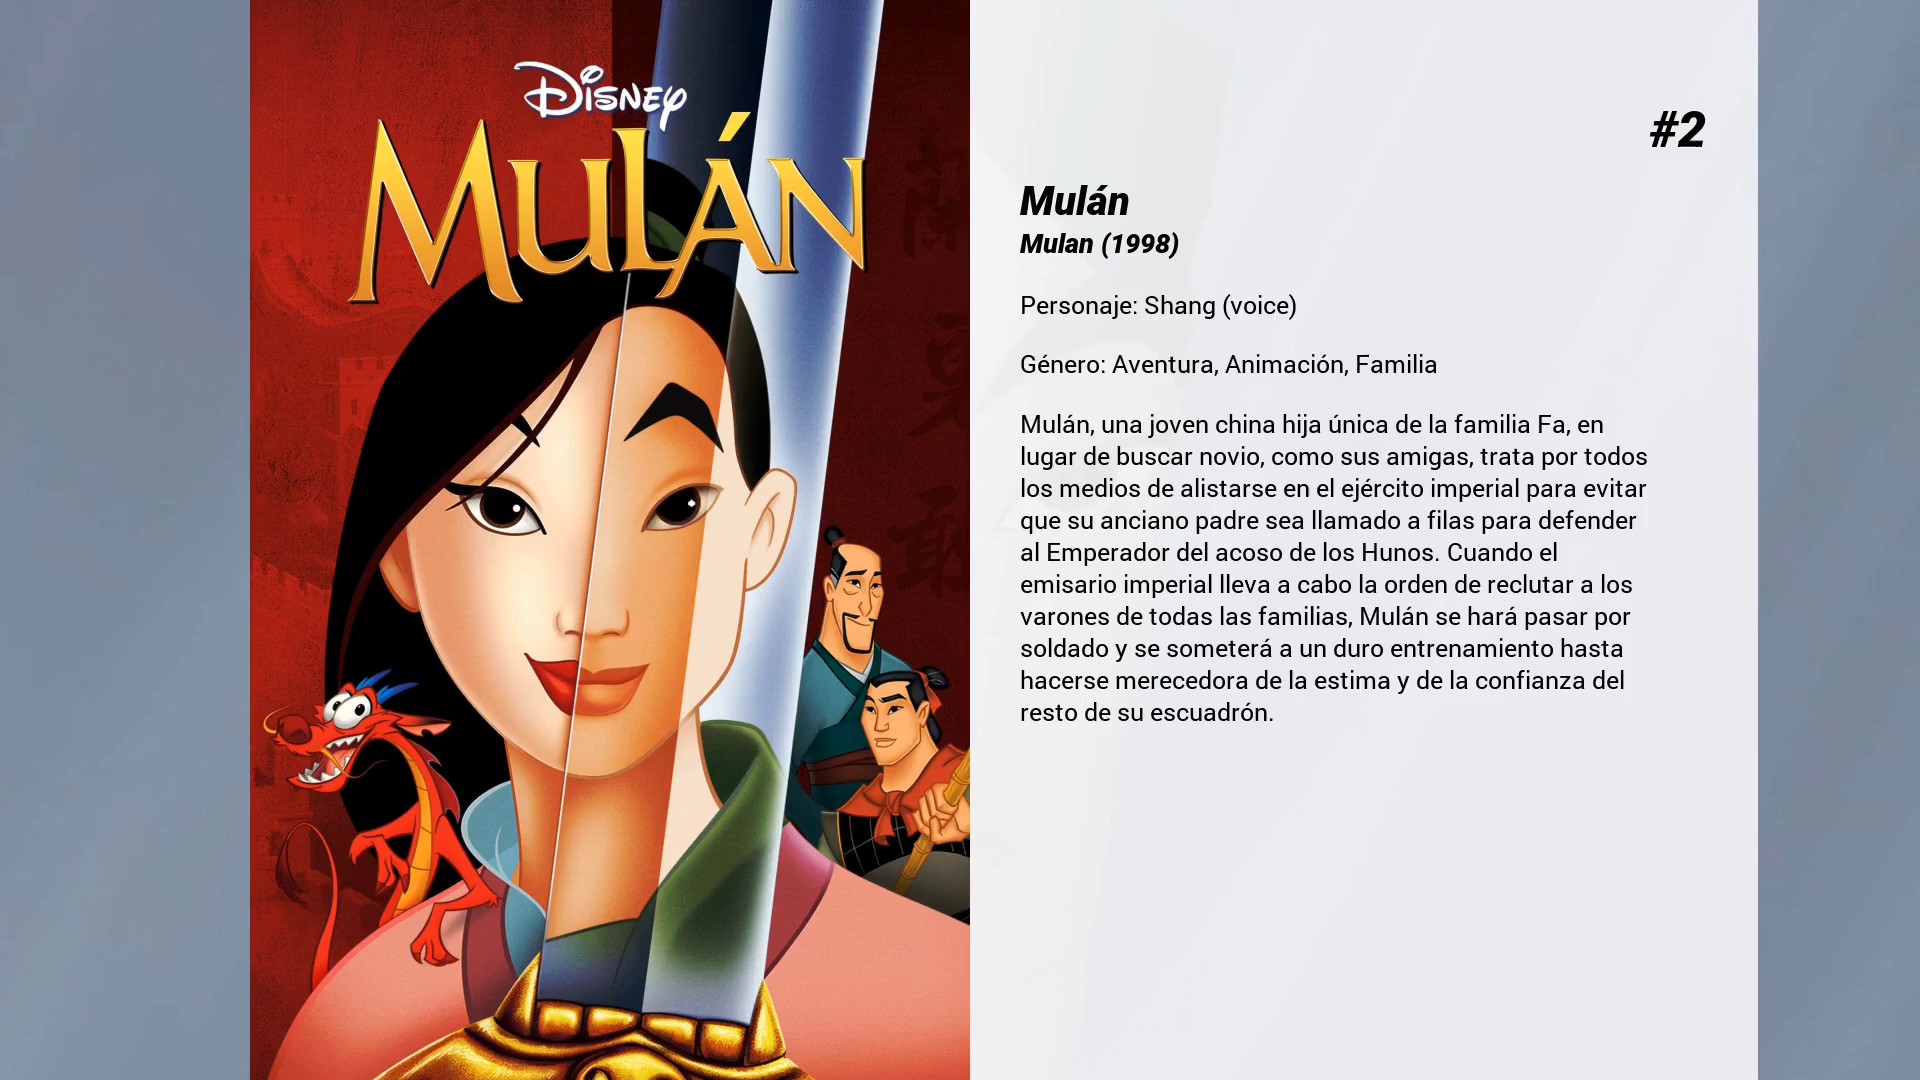 Disney
MULÁN
#2
Mulán
Mulan (1998)
Personaje: Shang (voice)
Género: Aventura, Animación, Familia
Mulán, una joven china hija única de la familia Fa, en
lugar de buscar novio, como sus amigas, trata por todos
los medios de alistarse en el ejército imperial para evitar
que su anciano padre sea llamado a filas para defender
al Emperador del acoso de los Hunos. Cuando el
emisario imperial lleva a cabo la orden de reclutar a los
varones de todas las familias, Mulán se hará pasar por
soldado y se someterá a un duro entrenamiento hasta
hacerse merecedora de la estima y de la confianza del
resto de su escuadrón.